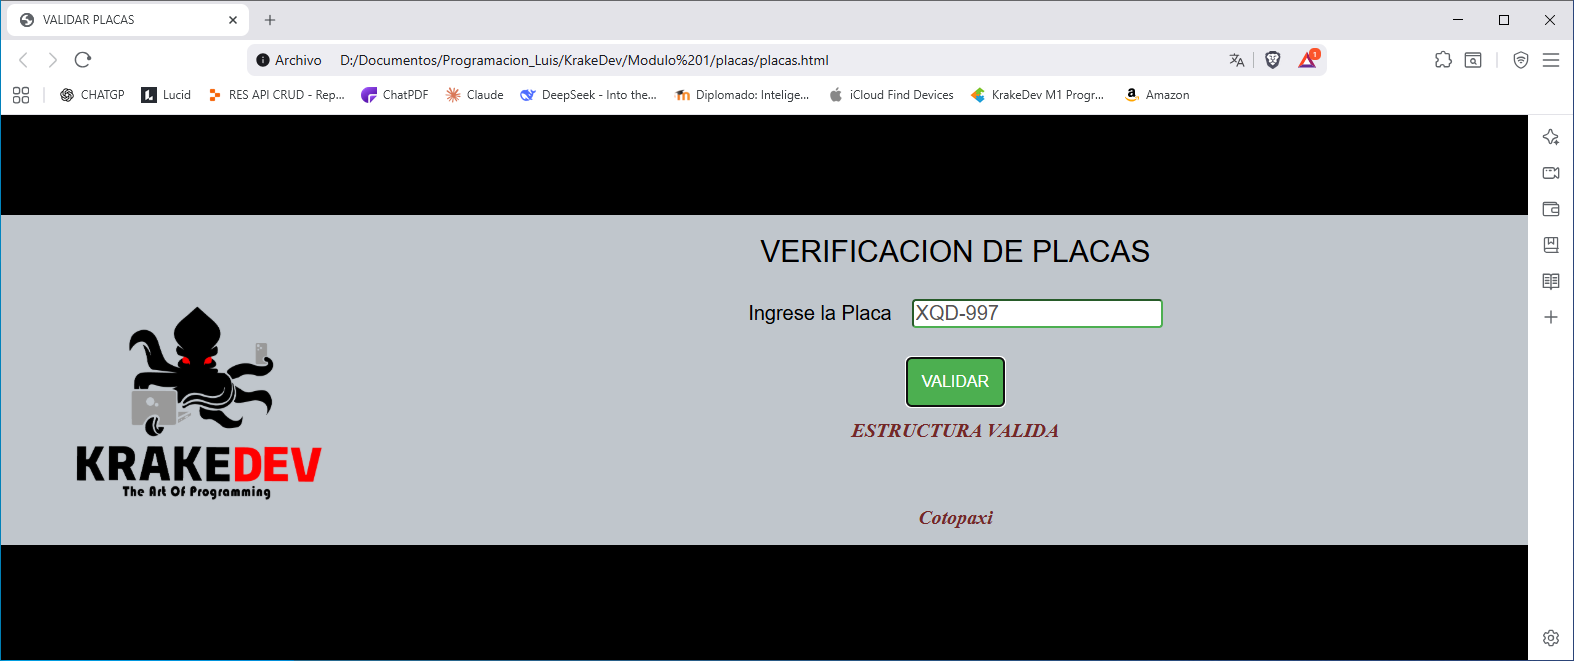 VALIDAR PLACAS
Archivo D:/Documentos/Programacion_Luis/KrakeDev/Modulo%201/placas/placas.html
1
CHATGP Lucid RES API CRUD - Rep... ChatPDF Claude DeepSeek - Into the... Diplomado: Intelige... iCloud Find Devices KrakeDev M1 Progr... Amazon
VERIFICACION DE PLACAS
Ingrese la Placa XQD-997
VALIDAR
ESTRUCTURA VALIDA
KRAKEDEV
The Art Of Programming
Cotopaxi